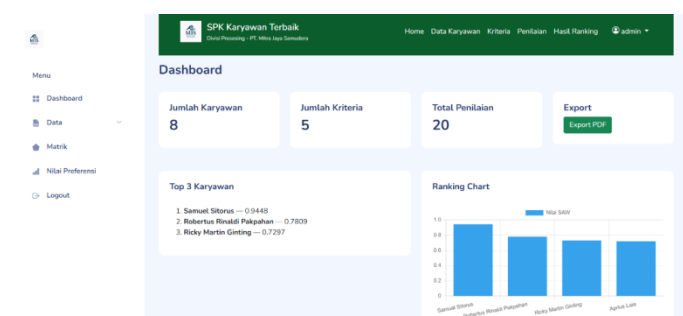 MJS
SPK Karyawan Terbaik
Divisi Processing - PT. Mitra Jaya Samudera
Home Data Karyawan Kriteria Penilaian Hasil Ranking admin
Menu
Dashboard
Data
Matrik
Nilai Preferensi
Logout
Dashboard
Jumlah Karyawan
8
Jumlah Kriteria
5
Total Penilaian
20
Export
Export PDF
Top 3 Karyawan
1. Samuel Sitorus — 0.9448
2. Robertus Rinaldi Pakpahan — 0.7809
3. Ricky Martin Ginting — 0.7297
Ranking Chart
Nilai SAW
1.0
0.8
0.6
0.4
0.2
0
Samuel Sitorus
Robertus Rinaldi Pakpahan
Ricky Martin Ginting